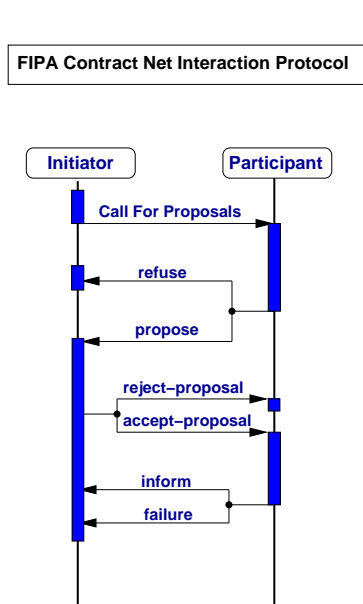 FIPA Contract Net Interaction Protocol
Initiator
Participant
Call For Proposals
refuse
propose
reject−proposal
accept−proposal
inform
failure